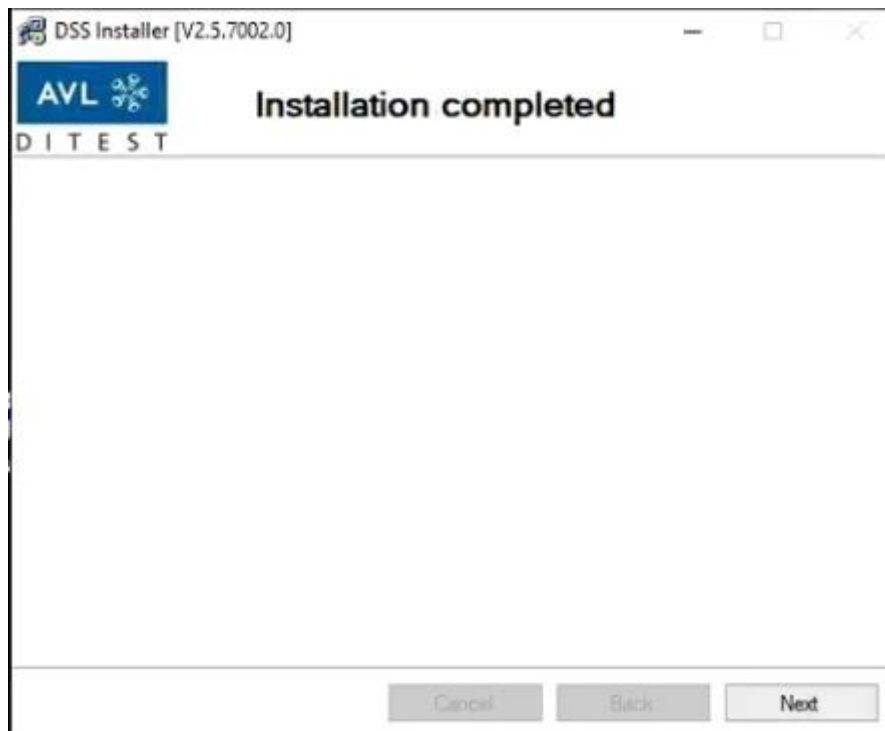 DSS Installer [V2.5.7002.0]
AVL
DITEST
Installation completed
Cancel
Back
Next